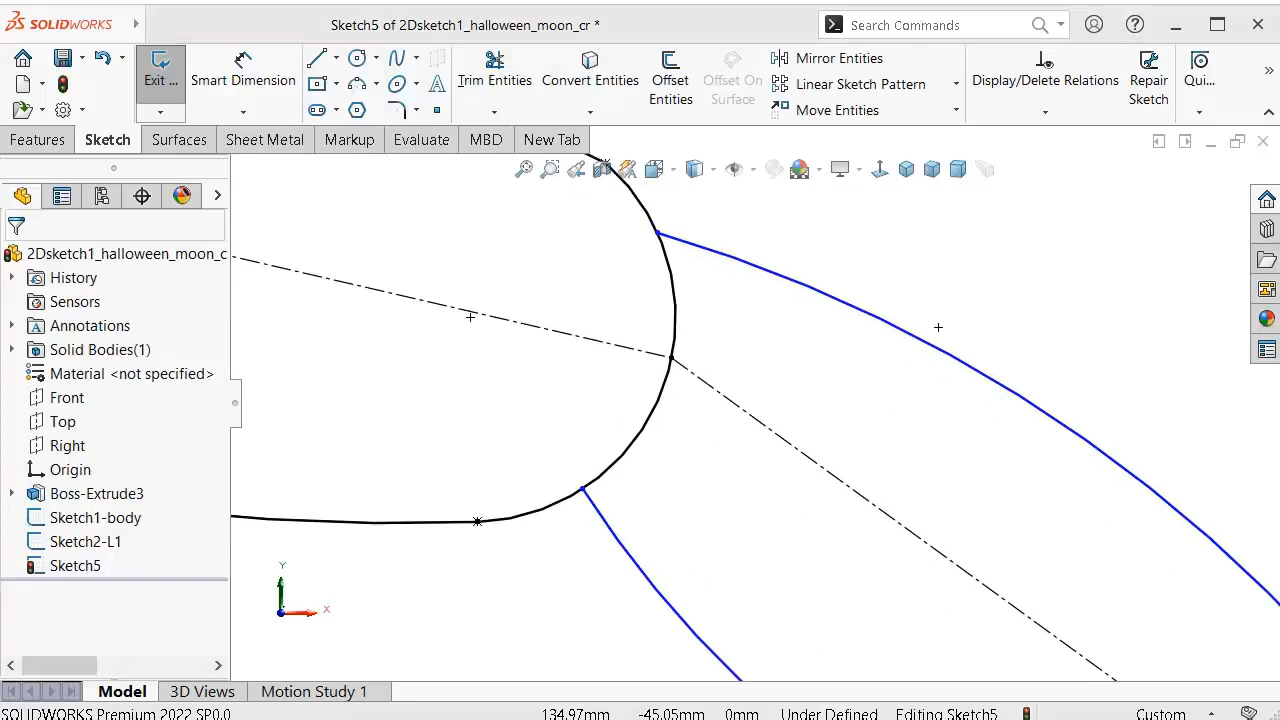 SOLIDWORKS
Sketch5 of 2Dsketch1_halloween_moon_cr *
Search Commands
Exit ...
Smart Dimension
Trim Entities
Convert Entities
Offset Entities
Offset On Surface
Mirror Entities
Linear Sketch Pattern
Move Entities
Display/Delete Relations
Repair Sketch
Qui...
Features
Sketch
Surfaces
Sheet Metal
Markup
Evaluate
MBD
New Tab
2Dsketch1_halloween_moon_c
History
Sensors
Annotations
Solid Bodies(1)
Material <not specified>
Front
Top
Right
Origin
Boss-Extrude3
Sketch1-body
Sketch2-L1
Sketch5
Y
X
Model
3D Views
Motion Study 1
SOLIDWORKS Premium 2022 SP0.0
134.97mm
-45.05mm
0mm
Under Defined
Editing Sketch5
Custom